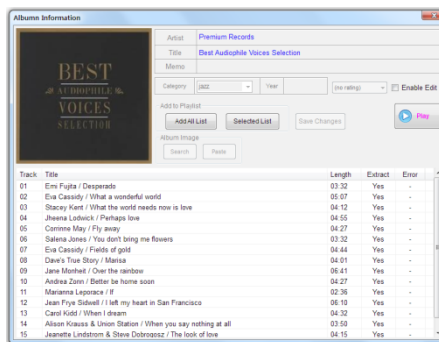 Albumn Information
BEST
AUDIOPHILE
VOICES
SELECTION
Artist Premium Records
Title Best Audiophile Voices Selection
Memo
Category jazz Year (no rating) Enable Edit
Add to Playlist
Add All List Selected List Save Changes Play
Album Image
Search Paste
Track Title Length Extract Error
01 Emi Fujita / Desperado 03:32 Yes -
02 Eva Cassidy / What a wonderful world 05:07 Yes -
03 Stacey Kent / What the world needs now is love 04:12 Yes -
04 Jheena Lodwick / Perhaps love 04:55 Yes -
05 Corrinne May / Fly away 04:27 Yes -
06 Salena Jones / You don't bring me flowers 03:32 Yes -
07 Eva Cassidy / Fields of gold 04:44 Yes -
08 Dave's True Story / Marisa 04:01 Yes -
09 Jane Monheit / Over the rainbow 06:41 Yes -
10 Andrea Zonn / Better be home soon 04:27 Yes -
11 Marianna Leporace / If 02:36 Yes -
12 Jean Frye Sidwell / I left my heart in San Francisco 06:10 Yes -
13 Carol Kidd / When I dream 04:32 Yes -
14 Alison Krauss & Union Station / When you say nothing at all 03:50 Yes -
15 Jeanette Lindstrom & Steve Dobrogosz / The look of love 04:15 Yes -